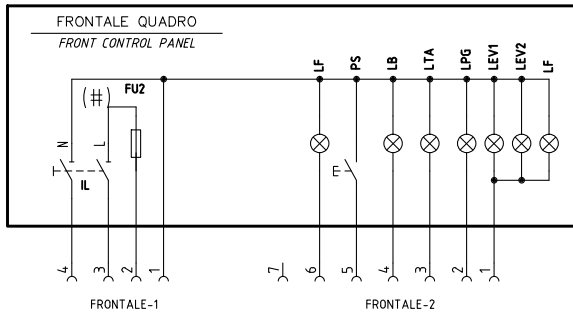 FRONTALE QUADRO
FRONT CONTROL PANEL
LF PS LB LTA LPG LEV1 LEV2 LF
(#) FU2
N L
IL
4 3 2 1 7 6 5 4 3 2 1
FRONTALE-1 FRONTALE-2